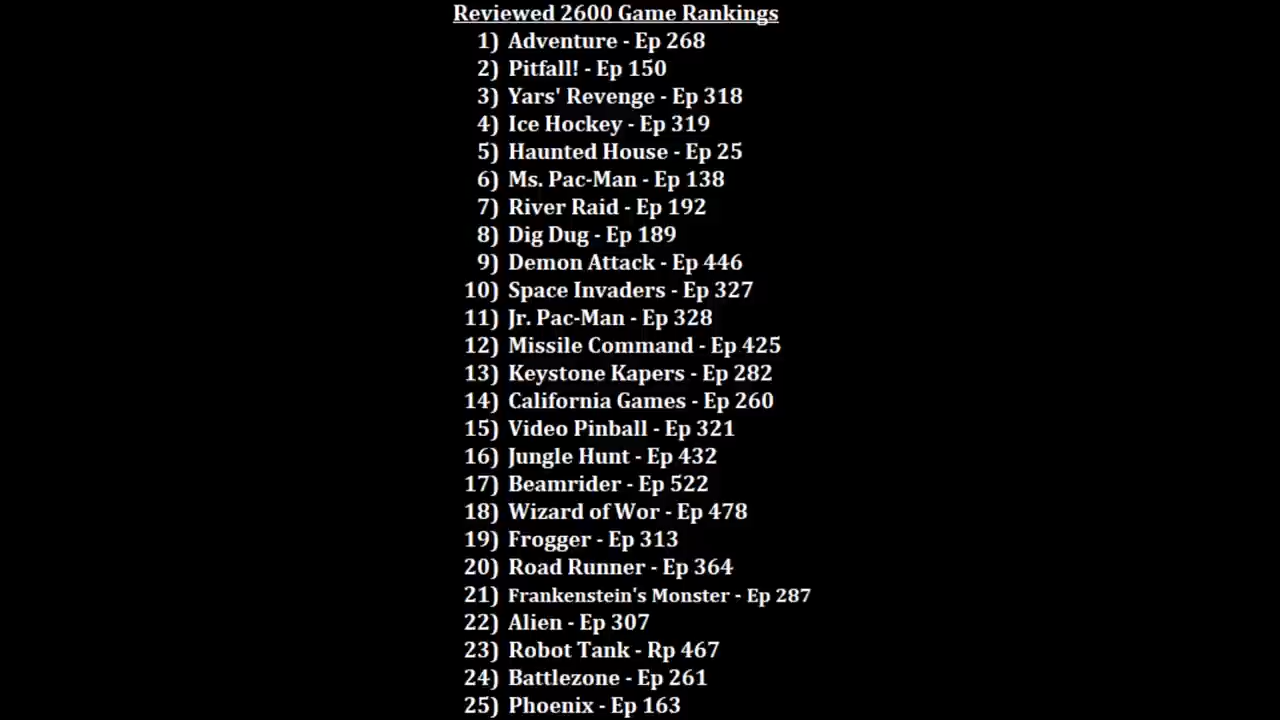 Reviewed 2600 Game Rankings
1) Adventure - Ep 268
2) Pitfall! - Ep 150
3) Yars' Revenge - Ep 318
4) Ice Hockey - Ep 319
5) Haunted House - Ep 25
6) Ms. Pac-Man - Ep 138
7) River Raid - Ep 192
8) Dig Dug - Ep 189
9) Demon Attack - Ep 446
10) Space Invaders - Ep 327
11) Jr. Pac-Man - Ep 328
12) Missile Command - Ep 425
13) Keystone Kapers - Ep 282
14) California Games - Ep 260
15) Video Pinball - Ep 321
16) Jungle Hunt - Ep 432
17) Beamrider - Ep 522
18) Wizard of Wor - Ep 478
19) Frogger - Ep 313
20) Road Runner - Ep 364
21) Frankenstein's Monster - Ep 287
22) Alien - Ep 307
23) Robot Tank - Rp 467
24) Battlezone - Ep 261
25) Phoenix - Ep 163